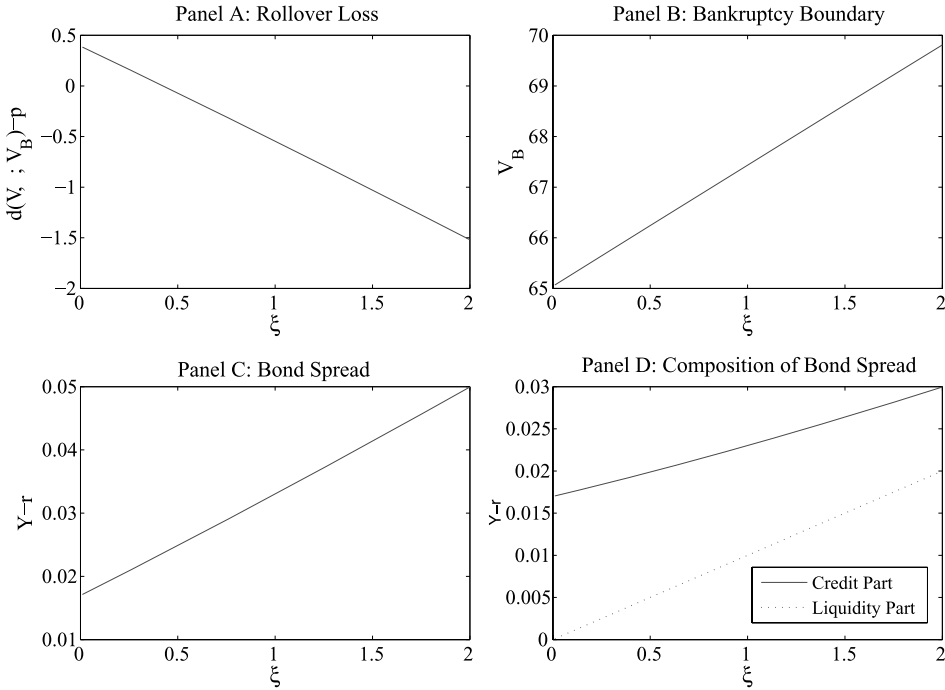 Panel A: Rollover Loss
0.5
0
−0.5
−1
−1.5
−2
d(V, ; V_B)−p
0 0.5 1 1.5 2
ξ
Panel B: Bankruptcy Boundary
70
69
68
67
66
65
V_B
0 0.5 1 1.5 2
ξ
Panel C: Bond Spread
0.05
0.04
0.03
0.02
0.01
Y−r
0 0.5 1 1.5 2
ξ
Panel D: Composition of Bond Spread
0.03
0.025
0.02
0.015
0.01
0.005
0
Y−r
Credit Part
Liquidity Part
0 0.5 1 1.5 2
ξ